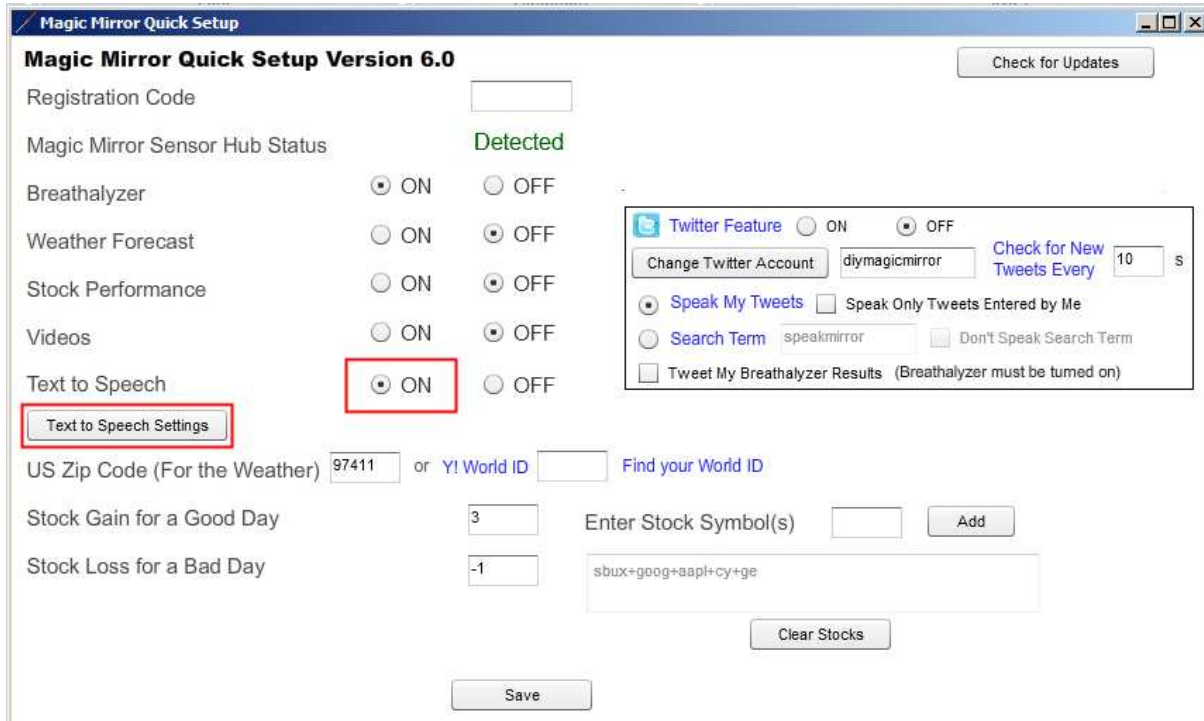 Magic Mirror Quick Setup
Magic Mirror Quick Setup Version 6.0
Check for Updates
Registration Code
Magic Mirror Sensor Hub Status Detected
Breathalyzer ON OFF
Weather Forecast ON OFF
Stock Performance ON OFF
Videos ON OFF
Text to Speech ON OFF
Text to Speech Settings
Twitter Feature ON OFF
Change Twitter Account diymagicmirror Check for New
Tweets Every 10 s
Speak My Tweets Speak Only Tweets Entered by Me
Search Term speakmirror Don't Speak Search Term
Tweet My Breathalyzer Results (Breathalyzer must be turned on)
US Zip Code (For the Weather) 97411 or Y! World ID Find your World ID
Stock Gain for a Good Day 3 Enter Stock Symbol(s) Add
Stock Loss for a Bad Day -1 sbux+goog+aapl+cy+ge
Clear Stocks
Save